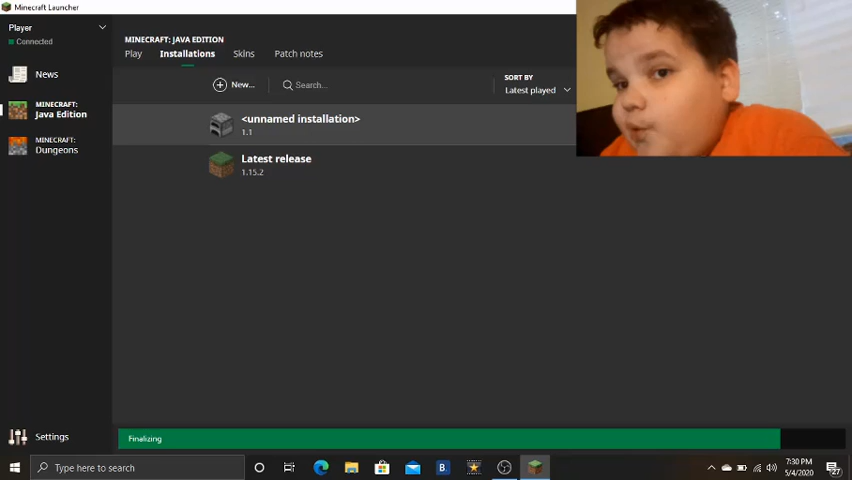 Minecraft Launcher
Player
Connected
News
MINECRAFT:
Java Edition
MINECRAFT:
Dungeons
Settings
MINECRAFT: JAVA EDITION
Play Installations Skins Patch notes
New... Search...
SORT BY
Latest played
<unnamed installation>
1.1
Latest release
1.15.2
Finalizing
Type here to search
B.
7:30 PM
5/4/2020
27